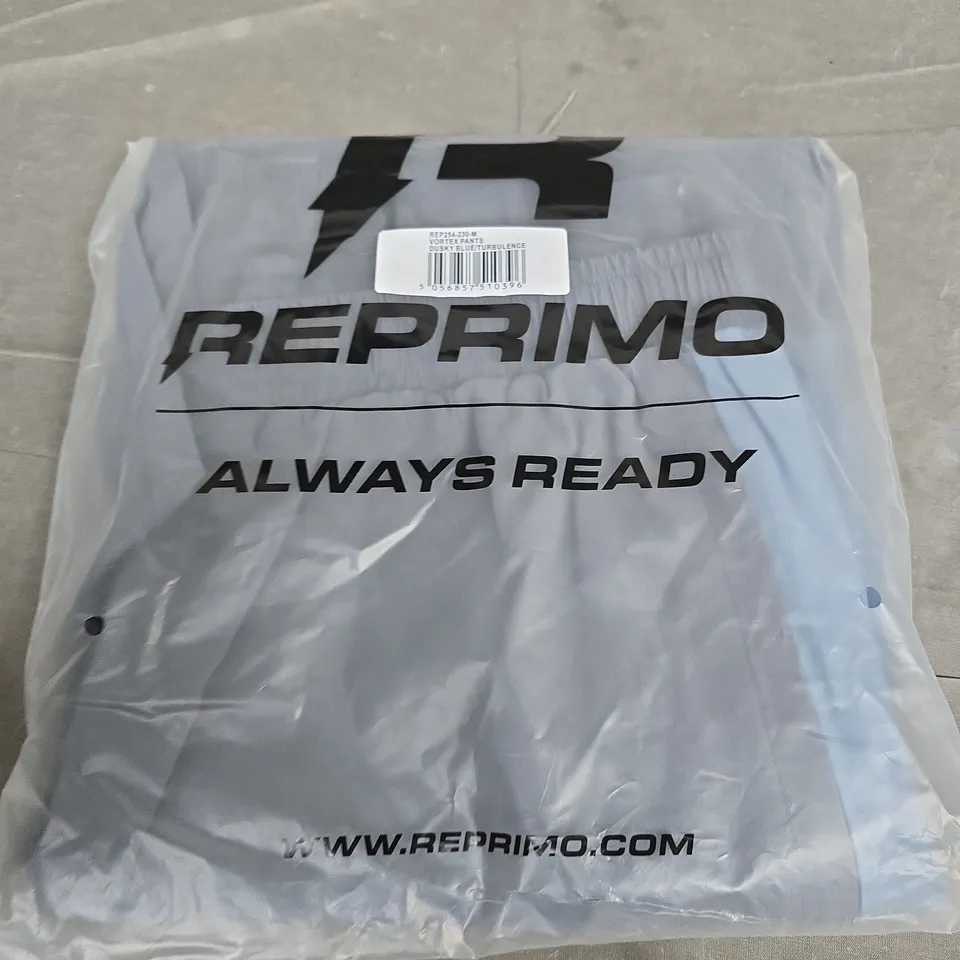 REP254-230-M
VORTEX PANTS
DUSKY BLUE/TURBULENCE
5 056857 510396
REPRIMO
ALWAYS READY
WWW.REPRIMO.COM